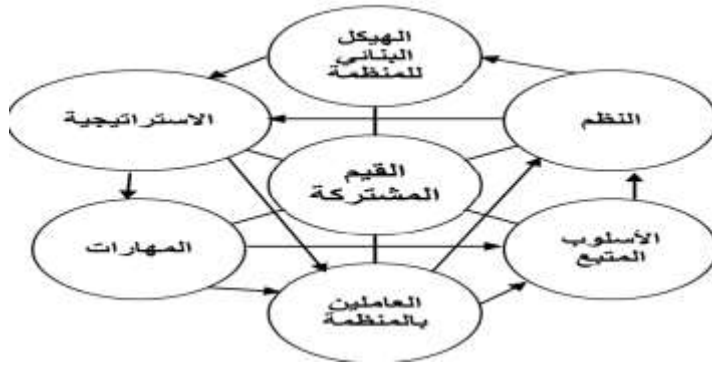 الهيكل
البنائي
للمنظمة
النظم
الاستراتيجية
القيم
المشتركة
الأسلوب
المتبع
المهارات
العاملين
بالمنظمة